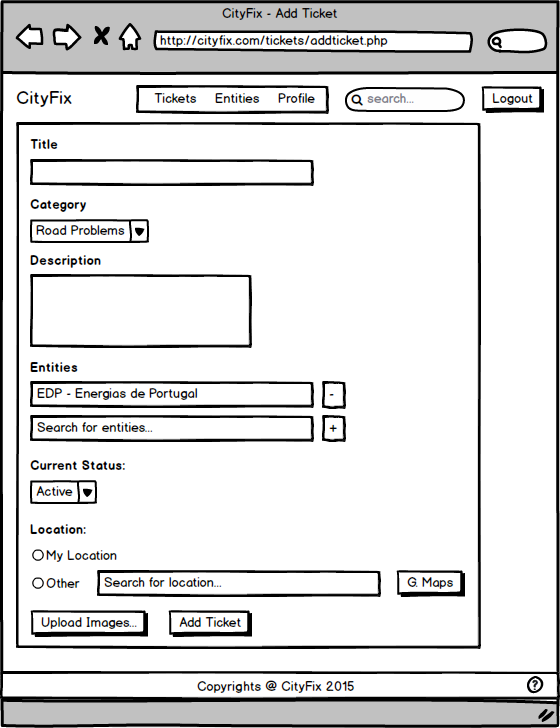 CityFix - Add Ticket
http://cityfix.com/tickets/addticket.php
CityFix
Tickets Entities Profile
search...
Logout
Title
Category
Road Problems
Description
Entities
EDP - Energias de Portugal
-
Search for entities...
+
Current Status:
Active
Location:
My Location
Other
Search for location...
G. Maps
Upload Images...
Add Ticket
Copyrights @ CityFix 2015
?